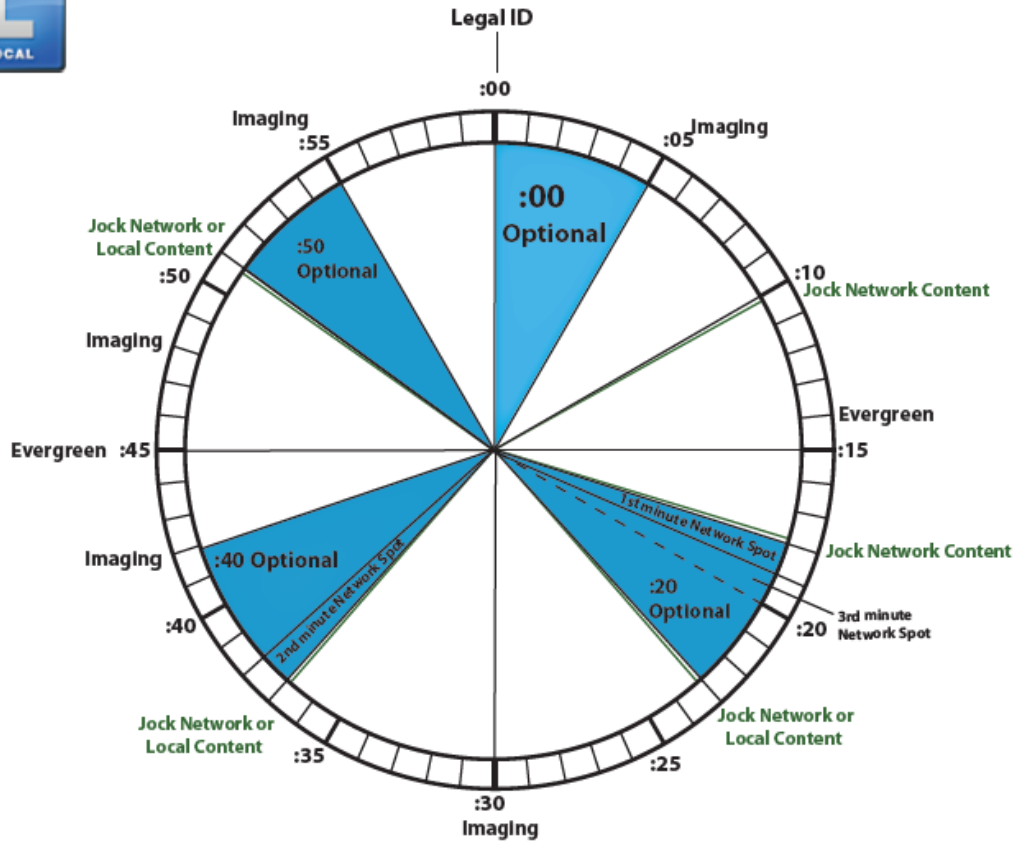 OCAL
Legal ID
:00
Imaging
:55
:05
Imaging
:00
Optional
Jock Network or
Local Content
:50
Optional
:50
:10
Jock Network Content
Imaging
Evergreen
Evergreen :45
:15
1st minute Network Spot
Jock Network Content
Imaging
:40 Optional
2nd minute Network Spot
:20
Optional
3rd minute
Network Spot
:40
:20
Jock Network or
Local Content
Jock Network or
Local Content
:35
:25
:30
Imaging